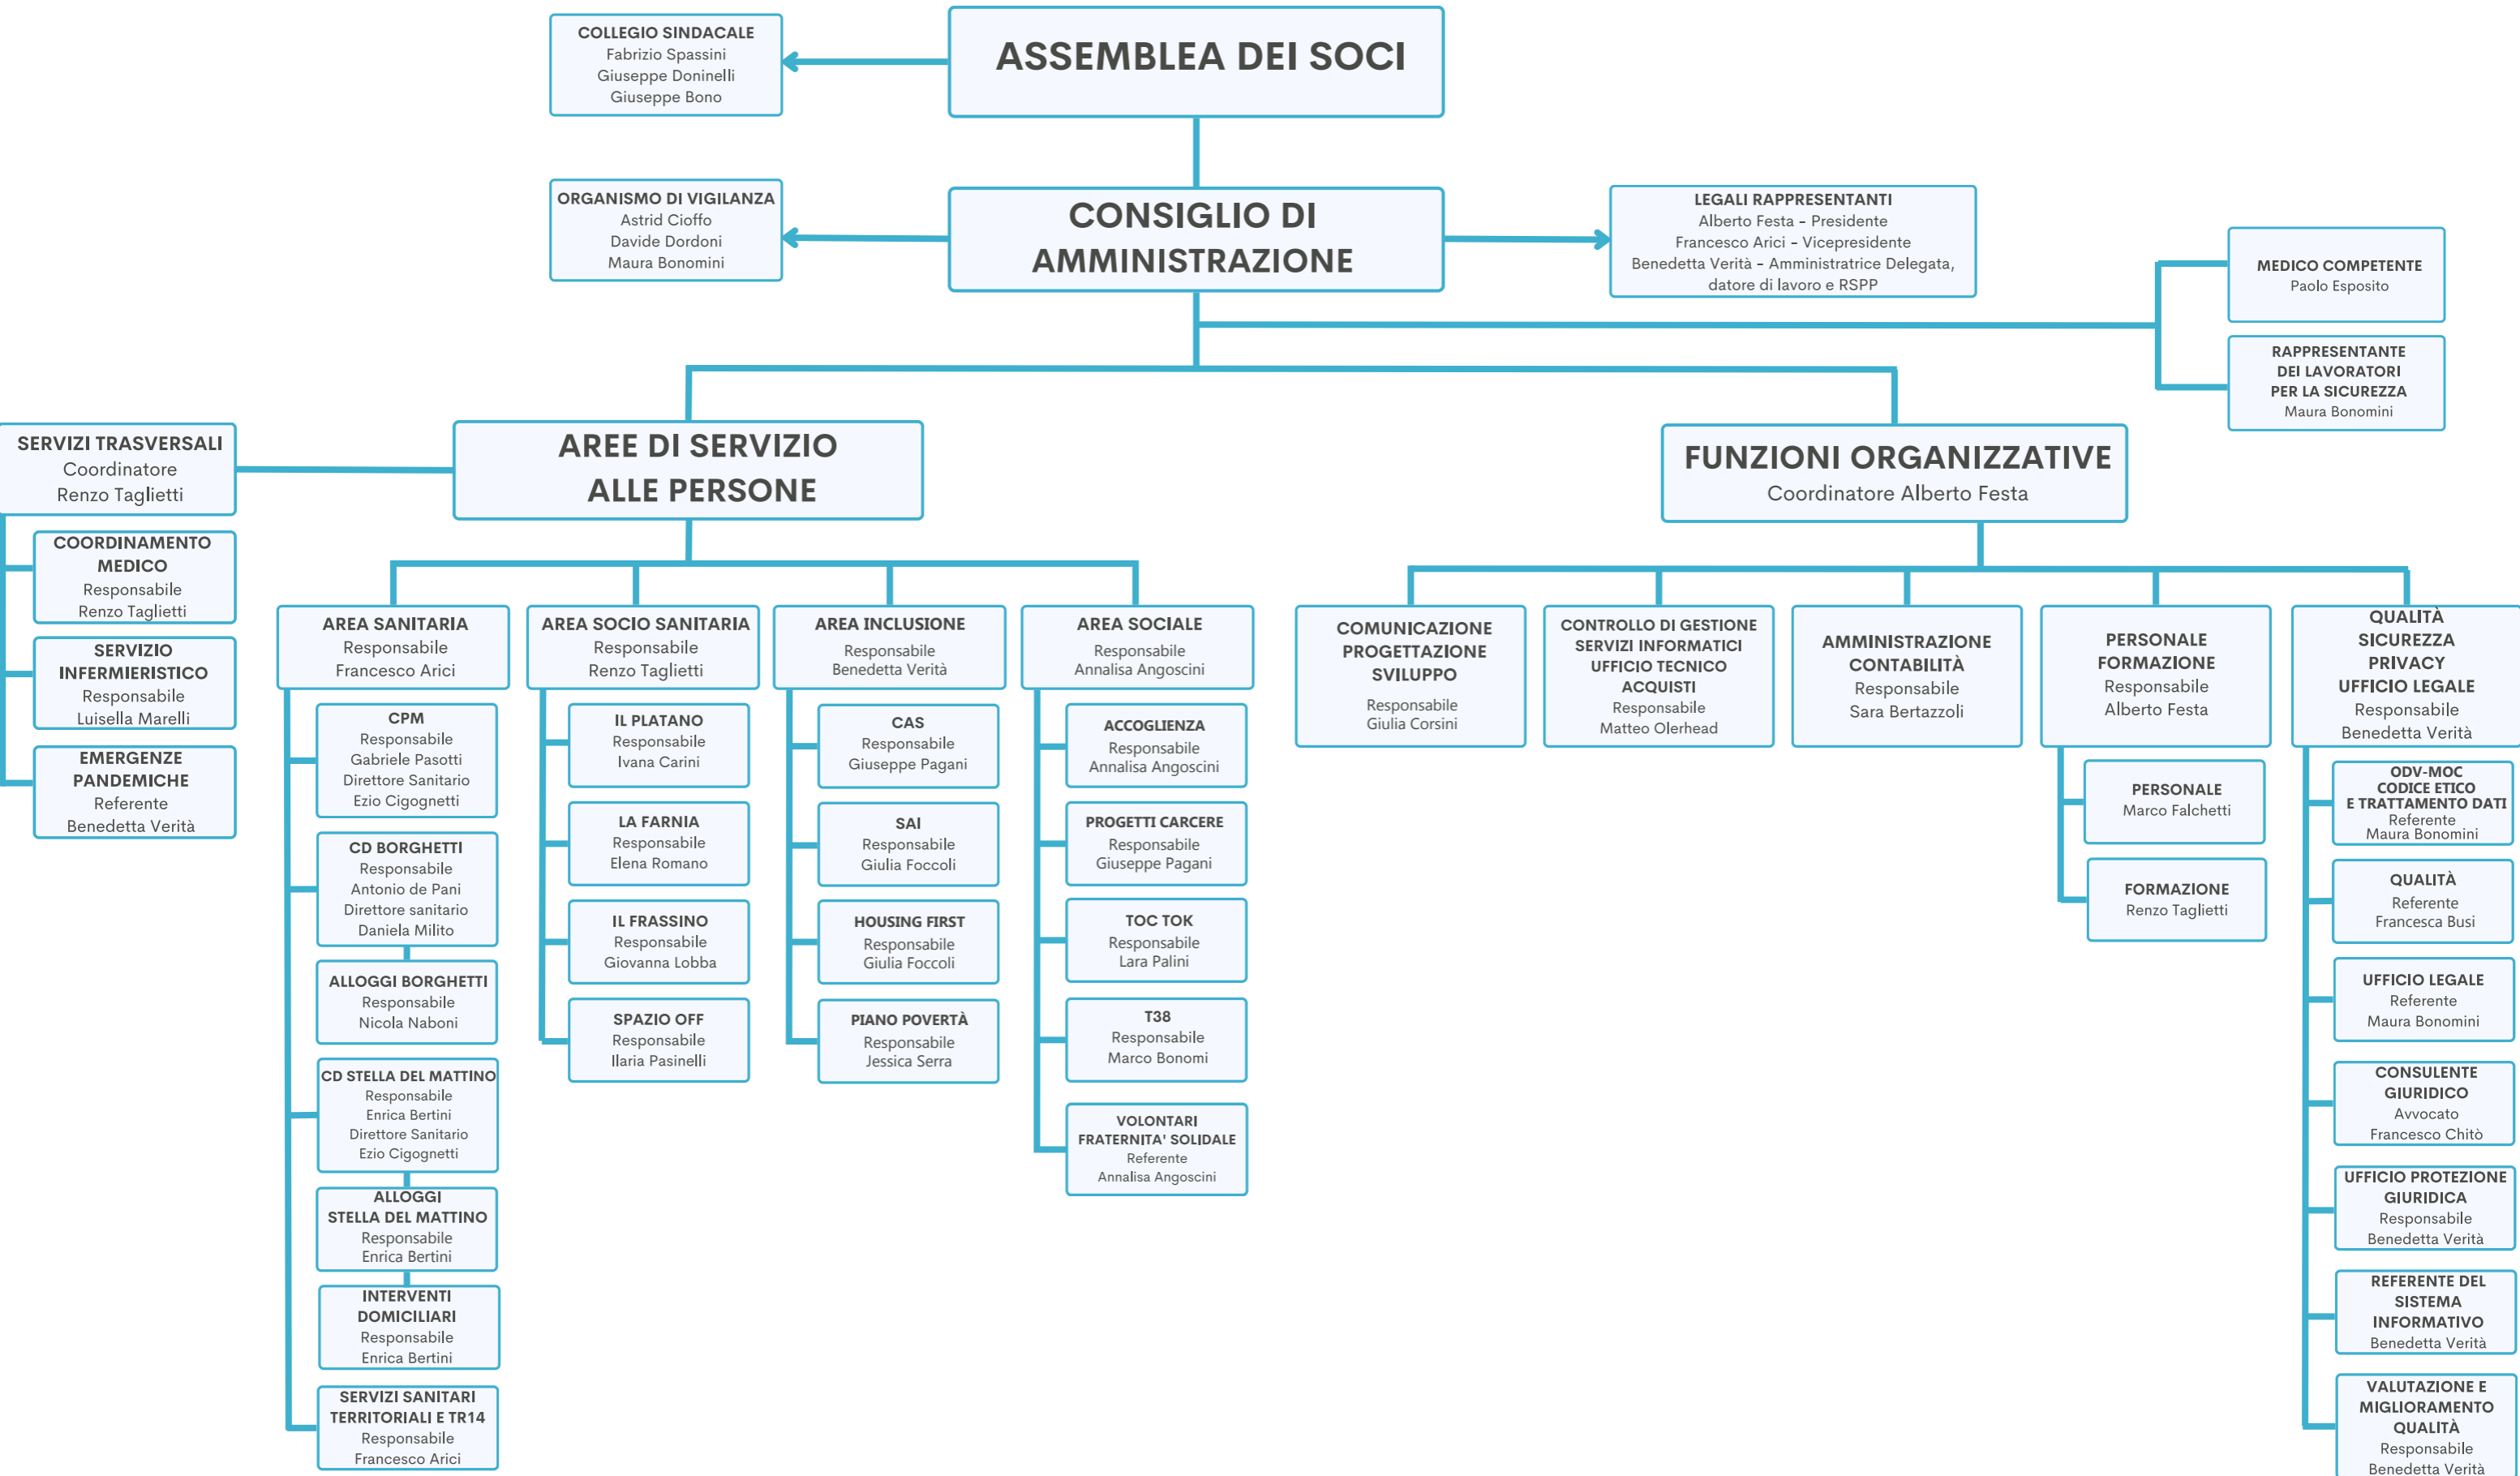 COLLEGIO SINDACALE
Fabrizio Spassini
Giuseppe Doninelli
Giuseppe Bono
ASSEMBLEA DEI SOCI
ORGANISMO DI VIGILANZA
Astrid Cioffo
Davide Dordoni
Maura Bonomini
CONSIGLIO DI
AMMINISTRAZIONE
LEGALI RAPPRESENTANTI
Alberto Festa - Presidente
Francesco Arici - Vicepresidente
Benedetta Verità - Amministratrice Delegata,
datore di lavoro e RSPP
MEDICO COMPETENTE
Paolo Esposito
RAPPRESENTANTE
DEI LAVORATORI
PER LA SICUREZZA
Maura Bonomini
SERVIZI TRASVERSALI
Coordinatore
Renzo Taglietti
COORDINAMENTO
MEDICO
Responsabile
Renzo Taglietti
SERVIZIO
INFERMIERISTICO
Responsabile
Luisella Marelli
EMERGENZE
PANDEMICHE
Referente
Benedetta Verità
AREE DI SERVIZIO
ALLE PERSONE
AREA SANITARIA
Responsabile
Francesco Arici
CPM
Responsabile
Gabriele Pasotti
Direttore Sanitario
Ezio Cigognetti
CD BORGHETTI
Responsabile
Antonio de Pani
Direttore sanitario
Daniela Milito
ALLOGGI BORGHETTI
Responsabile
Nicola Naboni
CD STELLA DEL MATTINO
Responsabile
Enrica Bertini
Direttore Sanitario
Ezio Cigognetti
ALLOGGI
STELLA DEL MATTINO
Responsabile
Enrica Bertini
INTERVENTI
DOMICILIARI
Responsabile
Enrica Bertini
SERVIZI SANITARI
TERRITORIALI E TR14
Responsabile
Francesco Arici
AREA SOCIO SANITARIA
Responsabile
Renzo Taglietti
IL PLATANO
Responsabile
Ivana Carini
LA FARNIA
Responsabile
Elena Romano
IL FRASSINO
Responsabile
Giovanna Lobba
SPAZIO OFF
Responsabile
Ilaria Pasinelli
AREA INCLUSIONE
Responsabile
Benedetta Verità
CAS
Responsabile
Giuseppe Pagani
SAI
Responsabile
Giulia Foccoli
HOUSING FIRST
Responsabile
Giulia Foccoli
PIANO POVERTÀ
Responsabile
Jessica Serra
AREA SOCIALE
Responsabile
Annalisa Angoscini
ACCOGLIENZA
Responsabile
Annalisa Angoscini
PROGETTI CARCERE
Responsabile
Giuseppe Pagani
TOC TOK
Responsabile
Lara Palini
T38
Responsabile
Marco Bonomi
VOLONTARI
FRATERNITA' SOLIDALE
Referente
Annalisa Angoscini
FUNZIONI ORGANIZZATIVE
Coordinatore Alberto Festa
COMUNICAZIONE
PROGETTAZIONE
SVILUPPO
Responsabile
Giulia Corsini
CONTROLLO DI GESTIONE
SERVIZI INFORMATICI
UFFICIO TECNICO
ACQUISTI
Responsabile
Matteo Olerhead
AMMINISTRAZIONE
CONTABILITÀ
Responsabile
Sara Bertazzoli
PERSONALE
FORMAZIONE
Responsabile
Alberto Festa
PERSONALE
Marco Falchetti
FORMAZIONE
Renzo Taglietti
QUALITÀ
SICUREZZA
PRIVACY
UFFICIO LEGALE
Responsabile
Benedetta Verità
ODV-MOC
CODICE ETICO
E TRATTAMENTO DATI
Referente
Maura Bonomini
QUALITÀ
Referente
Francesca Busi
UFFICIO LEGALE
Referente
Maura Bonomini
CONSULENTE
GIURIDICO
Avvocato
Francesco Chitò
UFFICIO PROTEZIONE
GIURIDICA
Responsabile
Benedetta Verità
REFERENTE DEL
SISTEMA
INFORMATIVO
Benedetta Verità
VALUTAZIONE E
MIGLIORAMENTO
QUALITÀ
Responsabile
Benedetta Verità